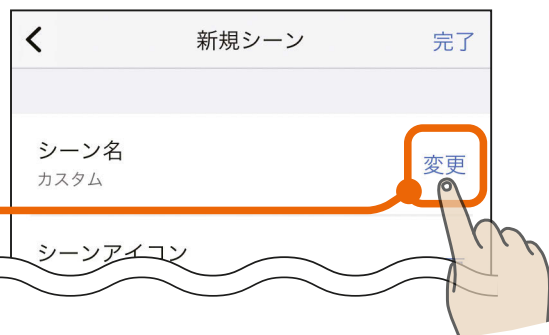 新規シーン 完了
シーン名
カスタム
変更
シーンアイコン